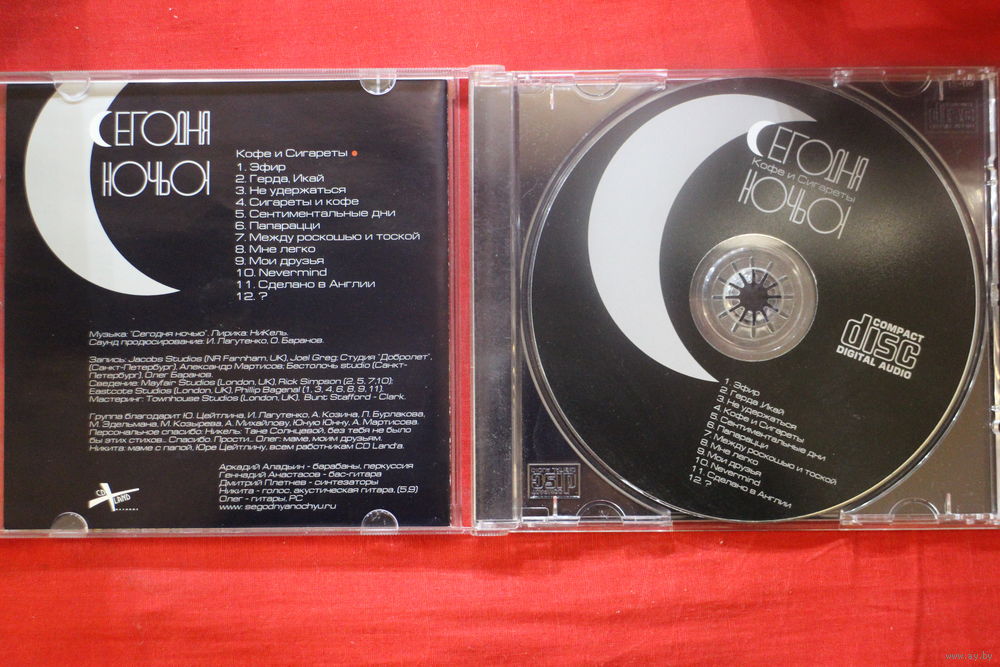 СЕГОДНЯ
НОЧЬЮ
Кофе и Сигареты
1. Эфир
2. Герда, Икай
3. Не удержаться
4. Сигареты и кофе
5. Сентиментальные дни
6. Папарацци
7. Между роскошью и тоской
8. Мне легко
9. Мои друзья
10. Nevermind
11. Сделано в Англии
12. ?
Музыка: "Сегодня ночью". Лирика: НиКель.
Саунд продюсирование: И. Лагутенко, О. Баранов.
Запись: Jacobs Studios (NR Farnham, UK), Joel Greg; Студия "Добролет",
(Санкт-Петербург), Александр Мартисов; Бестолочь studio (Санкт-
Петербург), Олег Баранов.
Сведение: Mayfair Studios (London, UK), Rick Simpson (2, 5, 7,10);
Eastcote Studios (London, UK), Philip Bagenal (1, 3, 4, 6, 8, 9, 11).
Мастеринг: Townhouse Studios (London, UK), Bunt Stafford - Clark.
Группа благодарит Ю. Цейтлина, И. Лагутенко, А. Козина, Л. Бурлакова,
М. Эдельмана, М. Козырева, А. Михайлову, Юную Юнну, А. Мартисова.
Персональное спасибо: Никель: Тане Солнцевой, без тебя не было
бы этих стихов... Спасибо. Прости... Олег: маме, моим друзьям.
Никита: маме с папой, Юре Цейтлину, всем работникам CD Land'а.
Аркадий Аладьин - барабаны, перкуссия
Геннадий Анастасов - бас-гитара
Дмитрий Плетнев - синтезаторы
Никита - голос, акустическая гитара, (5,9)
Олег - гитары, PC
www.segodnyanochyu.ru
CD LAND
RECORDS
СЕГОДНЯ
Кофе и Сигареты
НОЧЬЮ
COMPACT
disc
DIGITAL AUDIO
1. Эфир
2. Герда Икай
3. Не удержаться
4. Кофе и Сигареты
5. Сентиментальные дни
6. Папарацци
7. Между роскошью и тоской
8. Мне легко
9. Мои друзья
10. Nevermind
11. Сделано в Англии
12. ?
www.ay.by